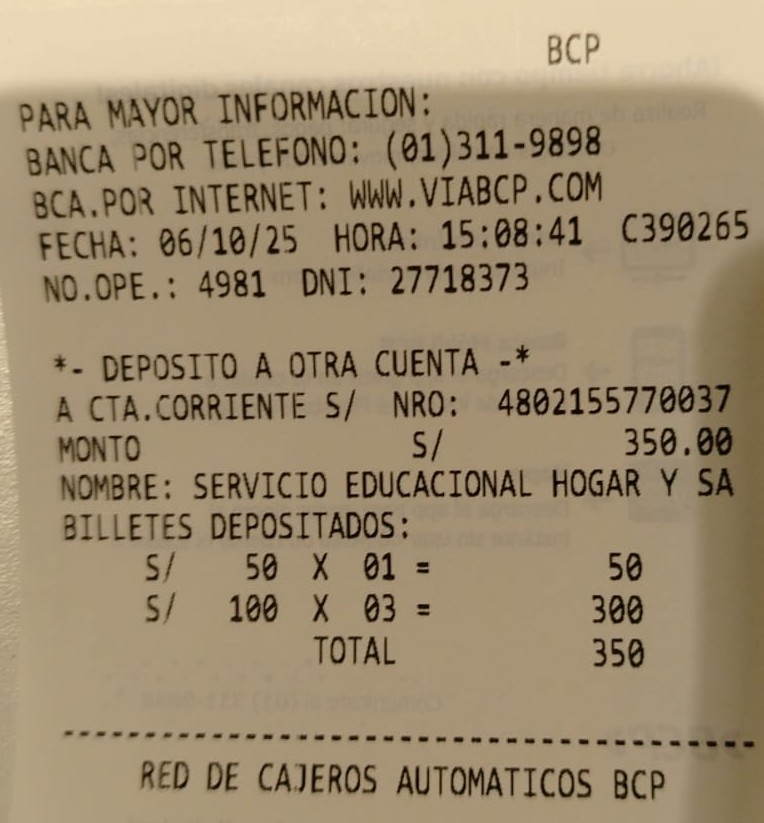 BCP
PARA MAYOR INFORMACION:
BANCA POR TELEFONO: (01)311-9898
BCA.POR INTERNET: WWW.VIABCP.COM
FECHA: 06/10/25 HORA: 15:08:41 C390265
NO.OPE.: 4981 DNI: 27718373
*- DEPOSITO A OTRA CUENTA -*
A CTA.CORRIENTE S/ NRO: 4802155770037
MONTO S/ 350.00
NOMBRE: SERVICIO EDUCACIONAL HOGAR Y SA
BILLETES DEPOSITADOS:
S/ 50 X 01 = 50
S/ 100 X 03 = 300
TOTAL 350
----------------------------------------
RED DE CAJEROS AUTOMATICOS BCP